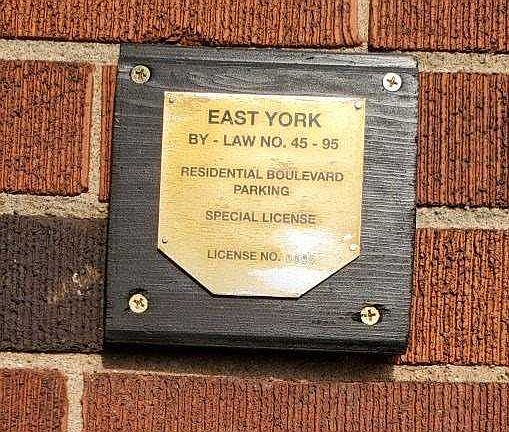 EAST YORK
BY - LAW NO. 45 - 95
RESIDENTIAL BOULEVARD
PARKING
SPECIAL LICENSE
LICENSE NO.